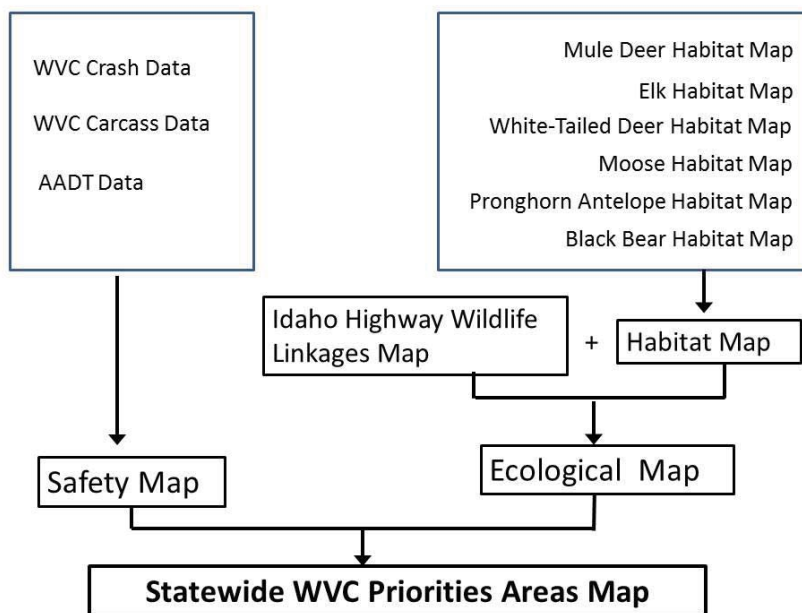 WVC Crash Data
WVC Carcass Data
AADT Data
Mule Deer Habitat Map
Elk Habitat Map
White-Tailed Deer Habitat Map
Moose Habitat Map
Pronghorn Antelope Habitat Map
Black Bear Habitat Map
Idaho Highway Wildlife
Linkages Map
+
Habitat Map
Safety Map
Ecological Map
Statewide WVC Priorities Areas Map